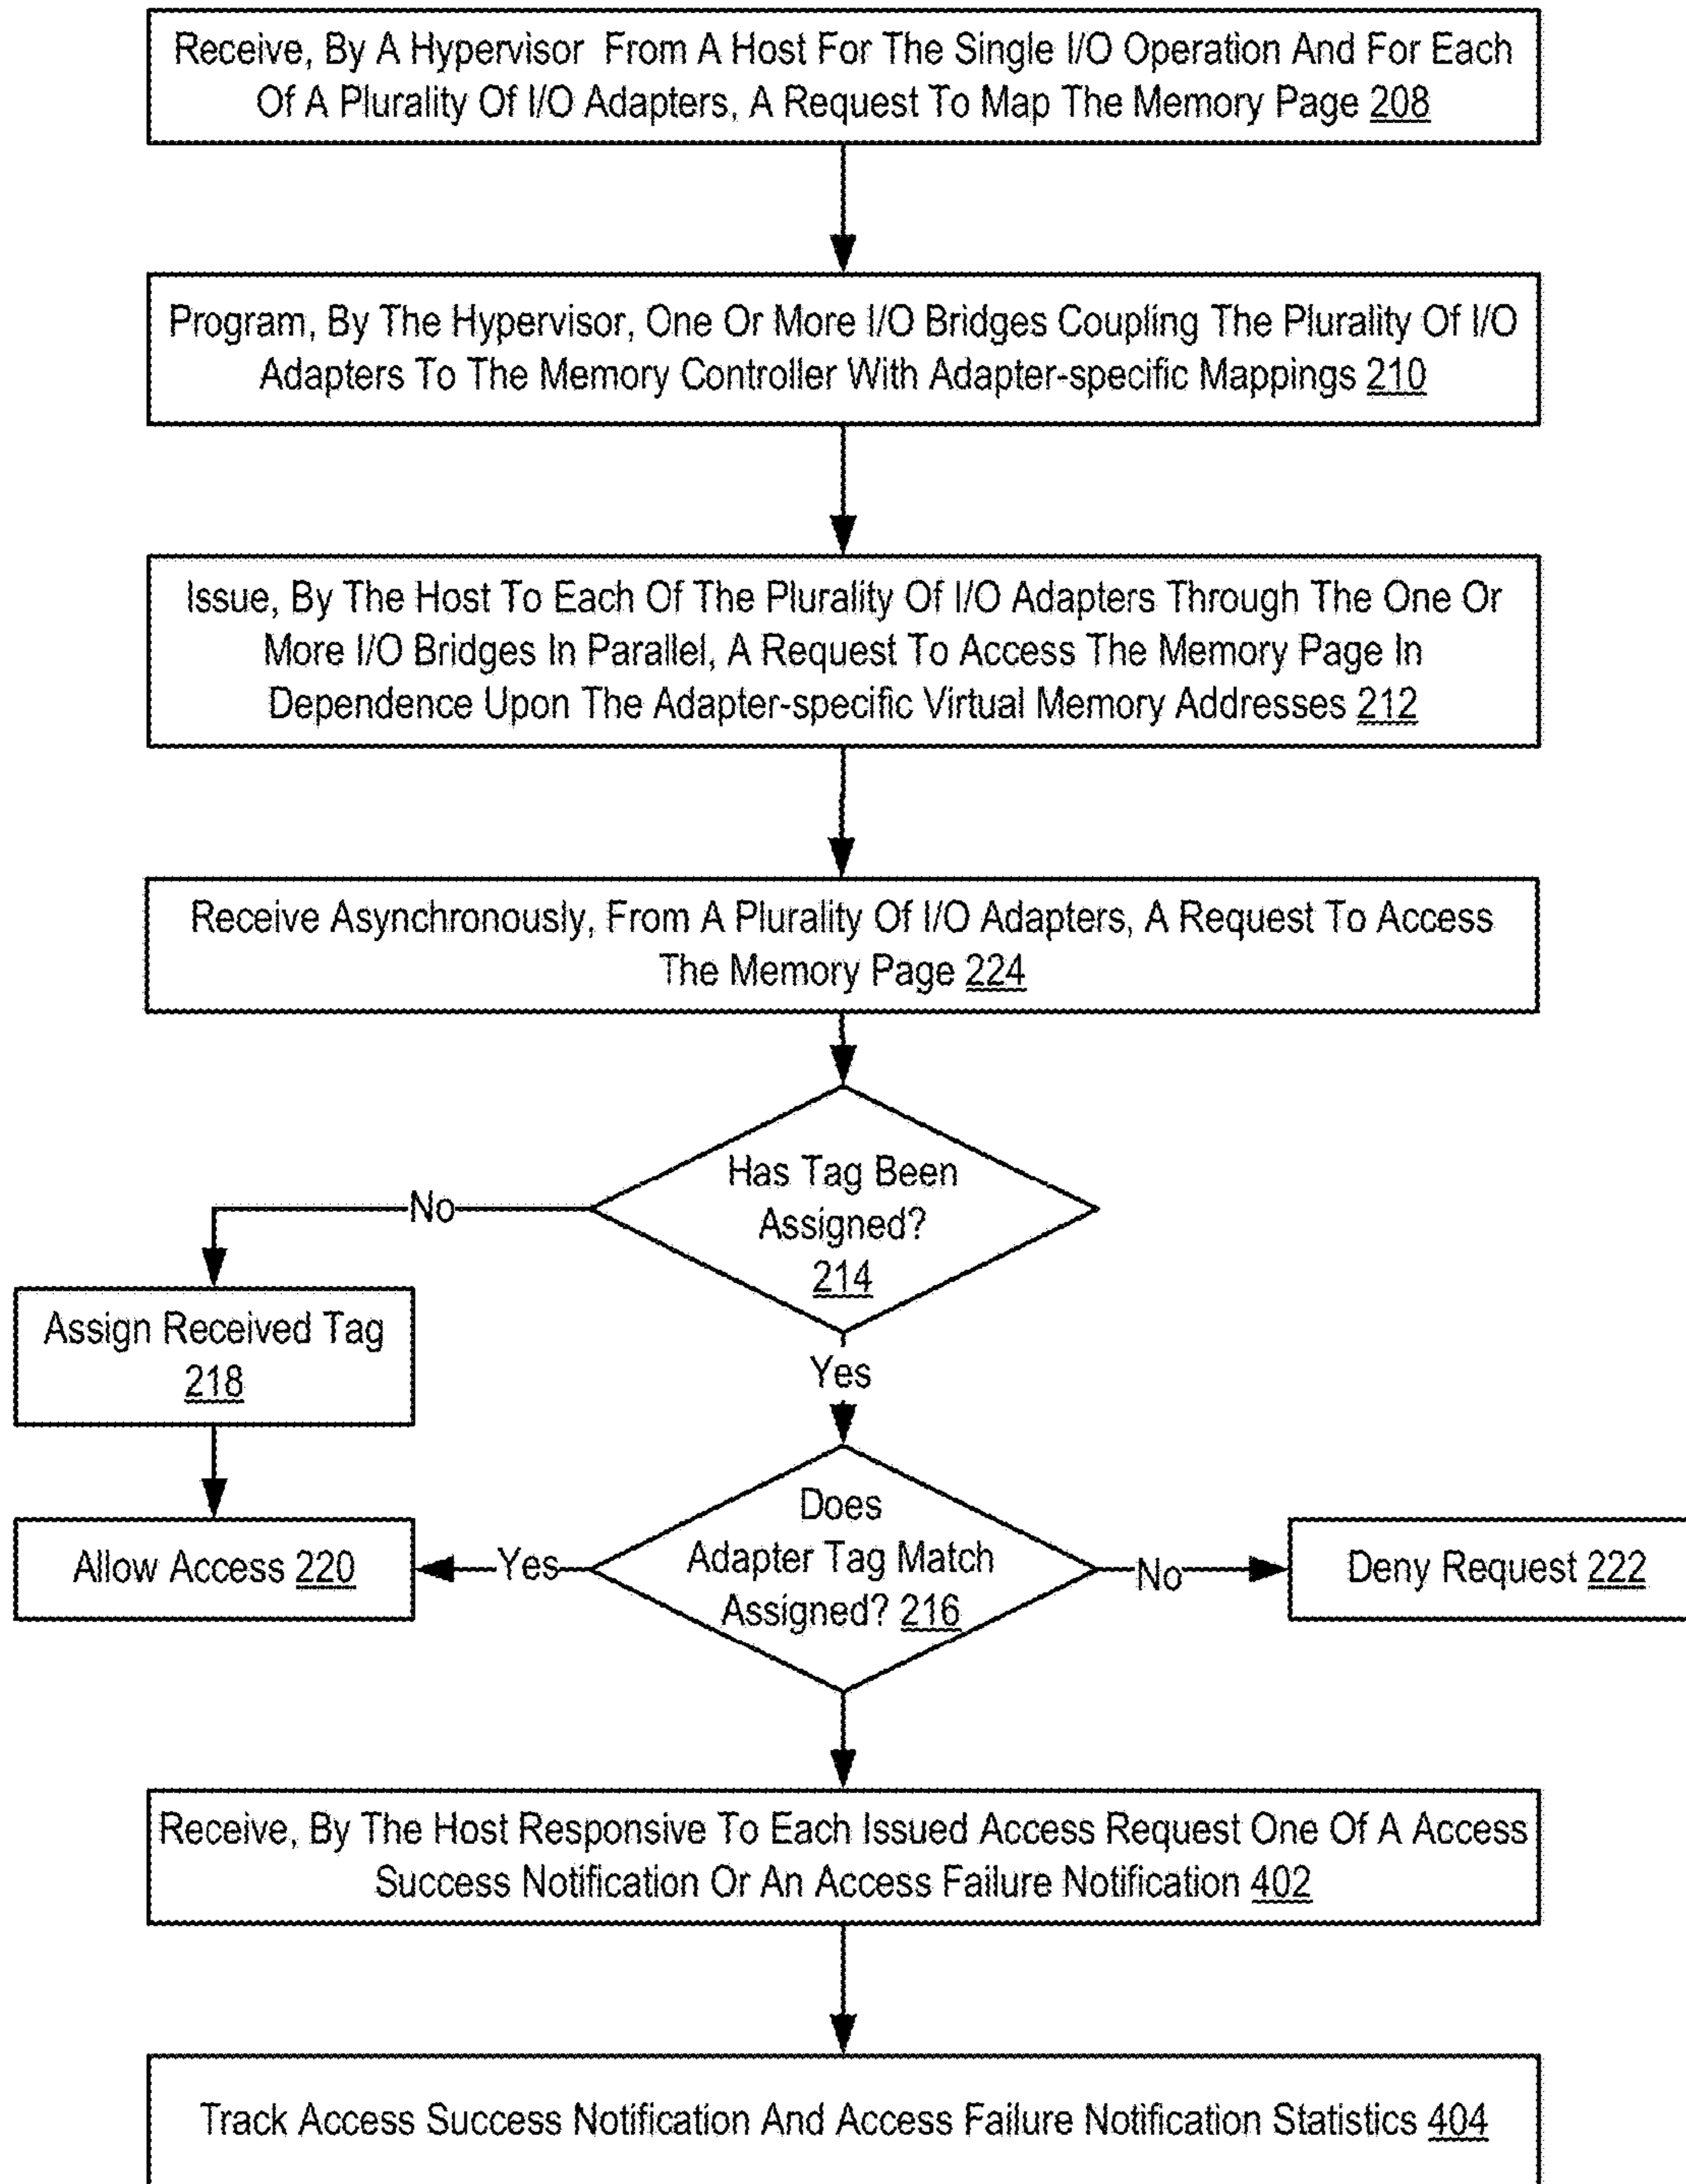 Receive, By A Hypervisor From A Host For The Single I/O Operation And For Each
Of A Plurality Of I/O Adapters, A Request To Map The Memory Page 208
Program, By The Hypervisor, One Or More I/O Bridges Coupling The Plurality Of I/O
Adapters To The Memory Controller With Adapter-specific Mappings 210
Issue, By The Host To Each Of The Plurality Of I/O Adapters Through The One Or
More I/O Bridges In Parallel, A Request To Access The Memory Page In
Dependence Upon The Adapter-specific Virtual Memory Addresses 212
Receive Asynchronously, From A Plurality Of I/O Adapters, A Request To Access
The Memory Page 224
Has Tag Been
Assigned?
214
No
Assign Received Tag
218
Yes
Does
Adapter Tag Match
Assigned? 216
Yes
Allow Access 220
No
Deny Request 222
Receive, By The Host Responsive To Each Issued Access Request One Of A Access
Success Notification Or An Access Failure Notification 402
Track Access Success Notification And Access Failure Notification Statistics 404